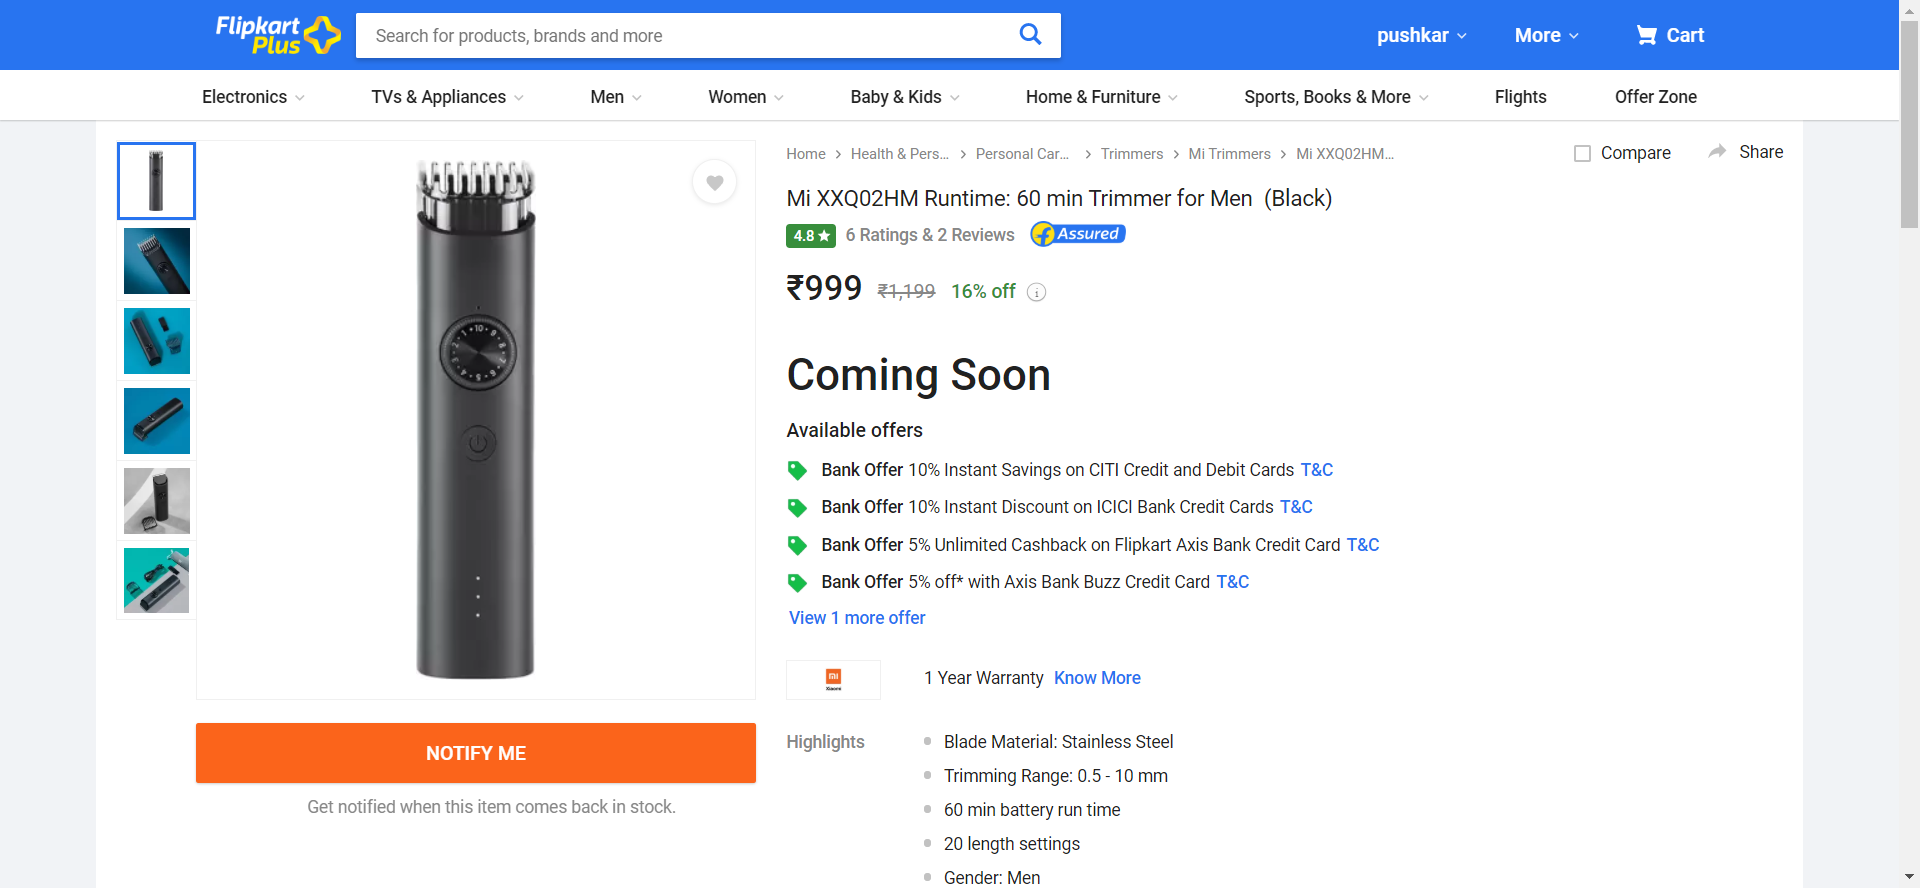 Flipkart
Plus
Search for products, brands and more
pushkar
More
Cart
Electronics
TVs & Appliances
Men
Women
Baby & Kids
Home & Furniture
Sports, Books & More
Flights
Offer Zone
Home
Health & Pers...
Personal Car...
Trimmers
Mi Trimmers
Mi XXQ02HM...
Compare
Share
Mi XXQ02HM Runtime: 60 min Trimmer for Men (Black)
4.8★ 6 Ratings & 2 Reviews Assured
₹999 ₹1,199 16% off
Coming Soon
Available offers
Bank Offer 10% Instant Savings on CITI Credit and Debit Cards T&C
Bank Offer 10% Instant Discount on ICICI Bank Credit Cards T&C
Bank Offer 5% Unlimited Cashback on Flipkart Axis Bank Credit Card T&C
Bank Offer 5% off* with Axis Bank Buzz Credit Card T&C
View 1 more offer
mi
Xiaomi
1 Year Warranty Know More
Highlights
Blade Material: Stainless Steel
Trimming Range: 0.5 - 10 mm
60 min battery run time
20 length settings
Gender: Men
NOTIFY ME
Get notified when this item comes back in stock.